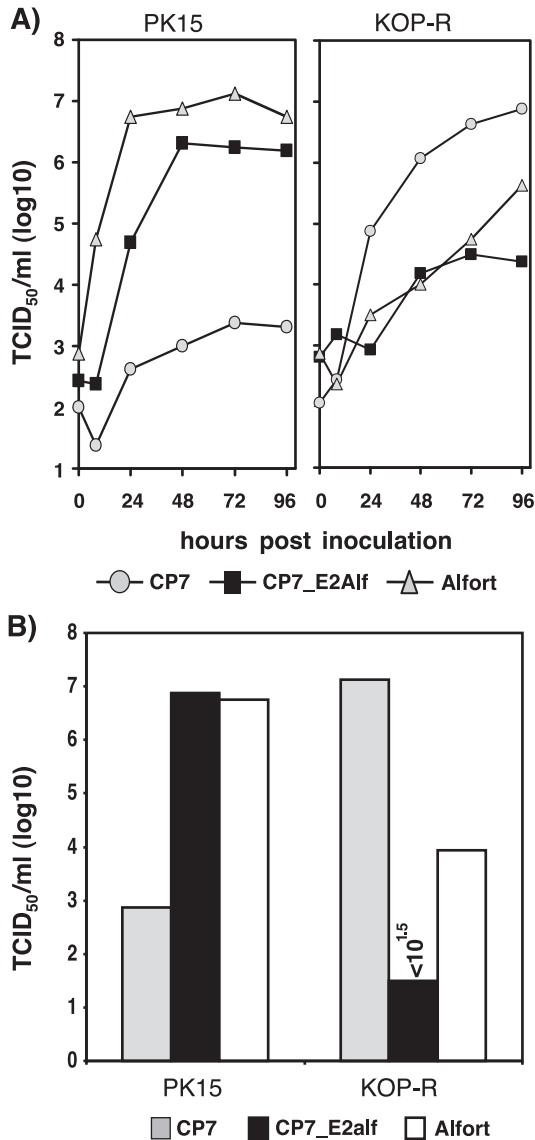 A)
PK15
KOP-R
TCID50/ml (log10)
8
7
6
5
4
3
2
1
0 24 48 72 96
0 24 48 72 96
hours post inoculation
CP7 CP7_E2Alf Alfort
B)
TCID50/ml (log10)
8
7
6
5
4
3
2
1
0
<10^1.5
PK15 KOP-R
CP7 CP7_E2alf Alfort